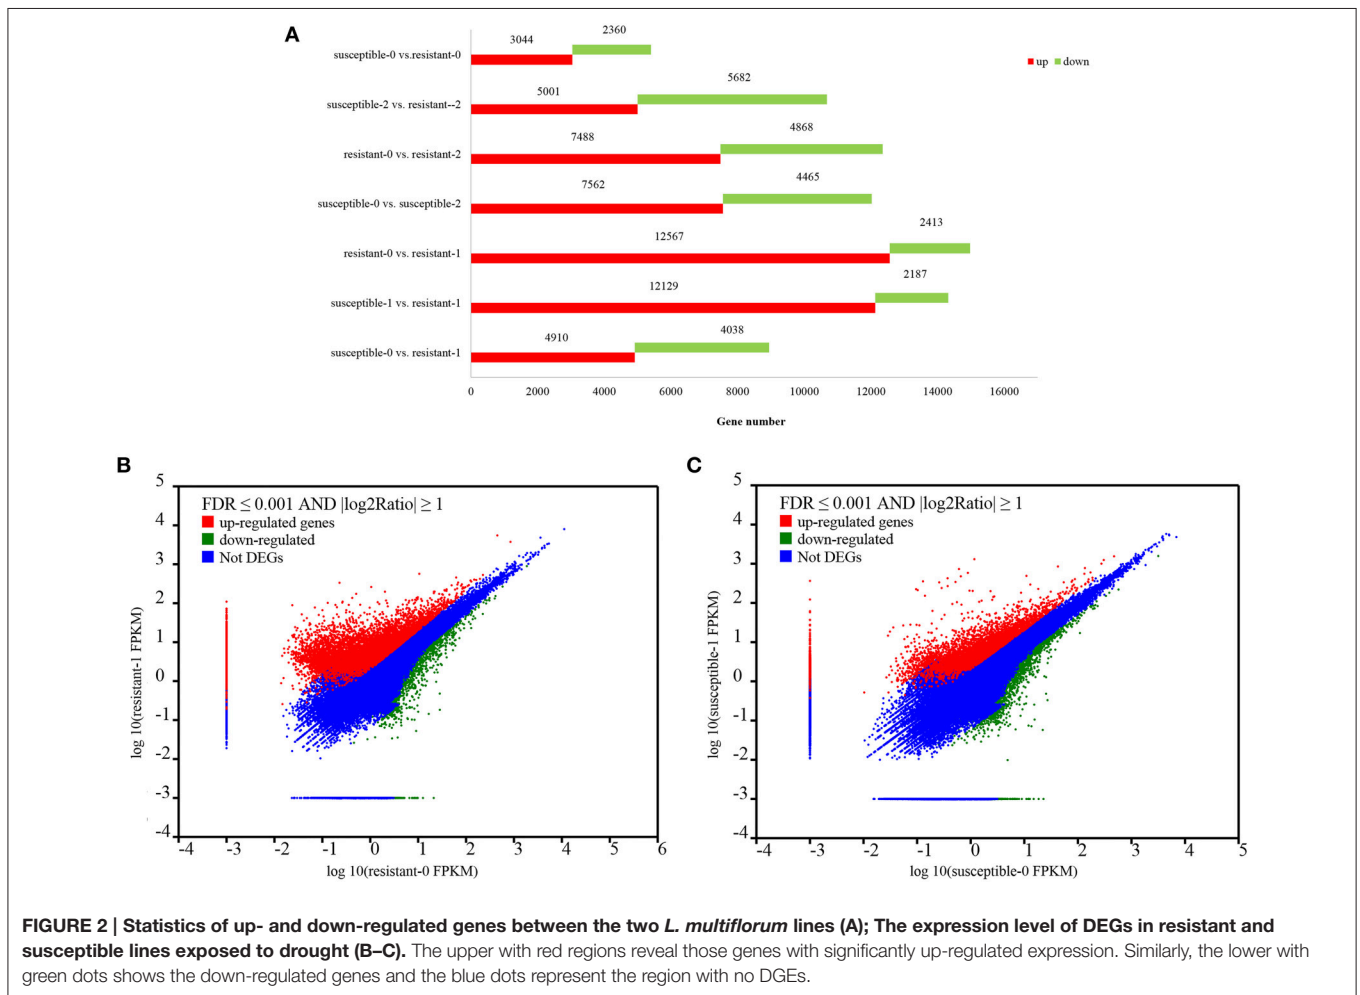 A
susceptible-0 vs.resistant-0
3044
2360
up
down
susceptible-2 vs. resistant--2
5001
5682
resistant-0 vs. resistant-2
7488
4868
susceptible-0 vs. susceptible-2
7562
4465
resistant-0 vs. resistant-1
12567
2413
susceptible-1 vs. resistant-1
12129
2187
susceptible-0 vs. resistant-1
4910
4038
0 2000 4000 6000 8000 10000 12000 14000 16000
Gene number
B
log 10(resistant-1 FPKM)
5
4
3
2
1
0
-1
-2
-3
-4
FDR ≤ 0.001 AND |log2Ratio| ≥ 1
up-regulated genes
down-regulated
Not DEGs
-4 -3 -2 -1 0 1 2 3 4 5 6
log 10(resistant-0 FPKM)
C
log 10(susceptible-1 FPKM)
5
4
3
2
1
0
-1
-2
-3
-4
FDR ≤ 0.001 AND |log2Ratio| ≥ 1
up-regulated genes
down-regulated
Not DEGs
-4 -3 -2 -1 0 1 2 3 4 5
log 10(susceptible-0 FPKM)
FIGURE 2 | Statistics of up- and down-regulated genes between the two L. multiflorum lines (A); The expression level of DEGs in resistant and
susceptible lines exposed to drought (B–C). The upper with red regions reveal those genes with significantly up-regulated expression. Similarly, the lower with
green dots shows the down-regulated genes and the blue dots represent the region with no DGEs.